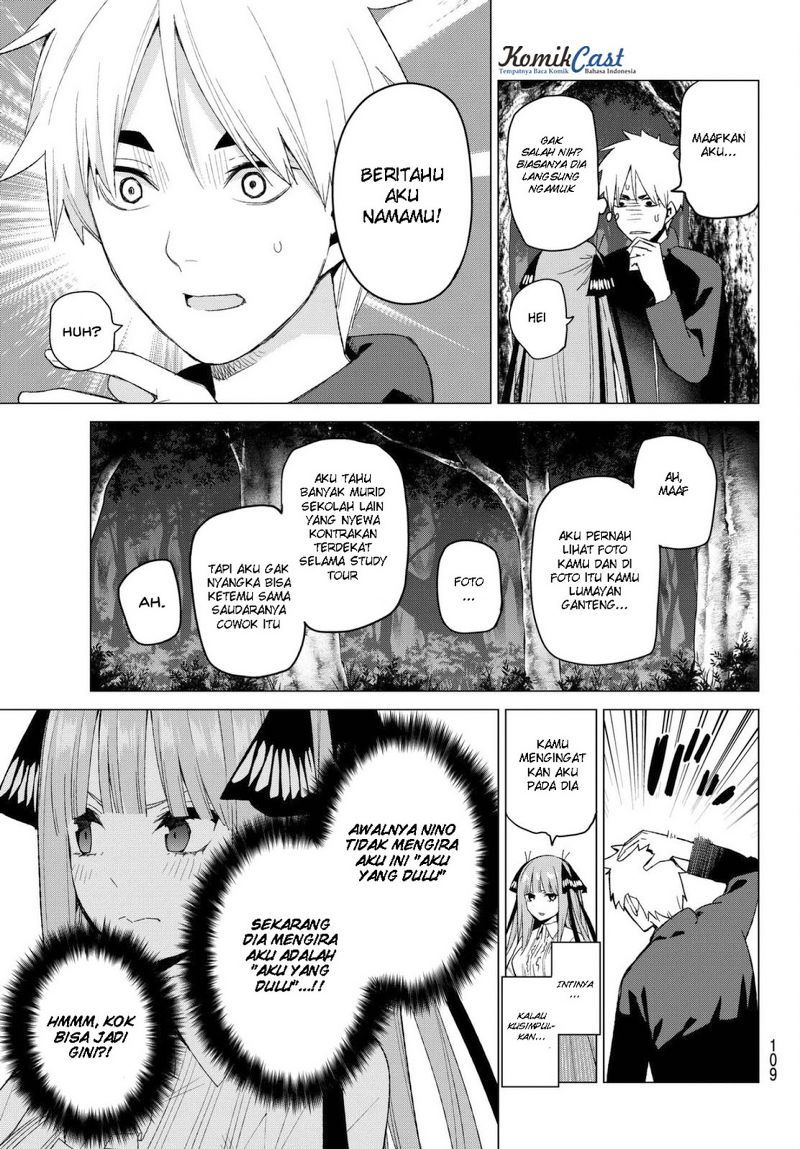 KomikCast
Tempatnya Baca Komik Bahasa Indonesia
MAAFKAN
AKU...
GAK
SALAH NIH?
BIASANYA DIA
LANGSUNG
NGAMUK
HEI
BERITAHU
AKU
NAMAMU!
HUH?
AH,
MAAF
AKU PERNAH
LIHAT FOTO
KAMU DAN DI
FOTO ITU KAMU
LUMAYAN
GANTENG...
FOTO
...
AKU TAHU
BANYAK MURID
SEKOLAH LAIN
YANG NYEWA
KONTRAKAN
TERDEKAT
SELAMA STUDY
TOUR
TAPI AKU GAK
NYANGKA BISA
KETEMU SAMA
SAUDARANYA
COWOK ITU
AH.
KAMU
MENGINGAT
KAN AKU
PADA DIA
INTINYA
...
KALAU
KUSIMPUL-
KAN...
AWALNYA NINO
TIDAK MENGIRA
AKU INI "AKU
YANG DULU"
SEKARANG
DIA MENGIRA
AKU ADALAH
"AKU YANG
DULU"...!!
HMMM, KOK
BISA JADI
GINI?!
109